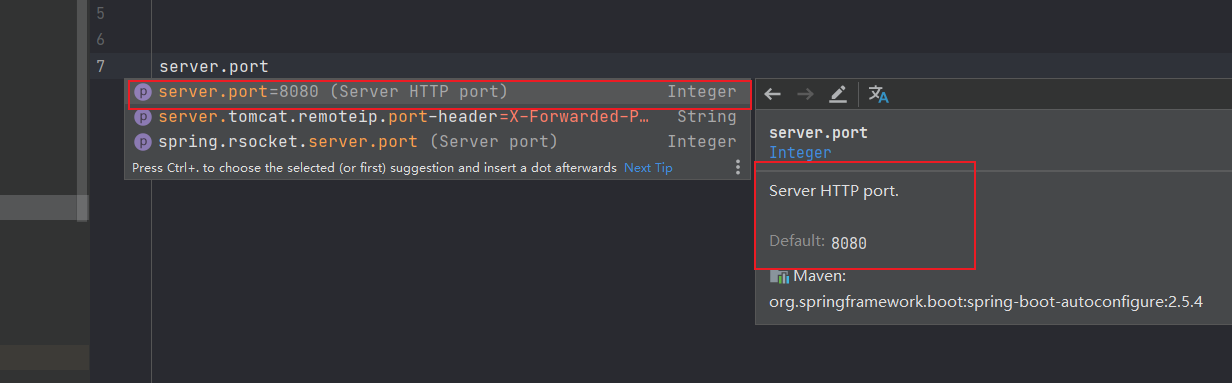 5
6
7 server.port
server.port=8080 (Server HTTP port) Integer
server.tomcat.remoteip.port-header=X-Forwarded-P… String
spring.rsocket.server.port (Server port) Integer
Press Ctrl+. to choose the selected (or first) suggestion and insert a dot afterwards Next Tip
server.port
Integer
Server HTTP port.
Default: 8080
Maven:
org.springframework.boot:spring-boot-autoconfigure:2.5.4